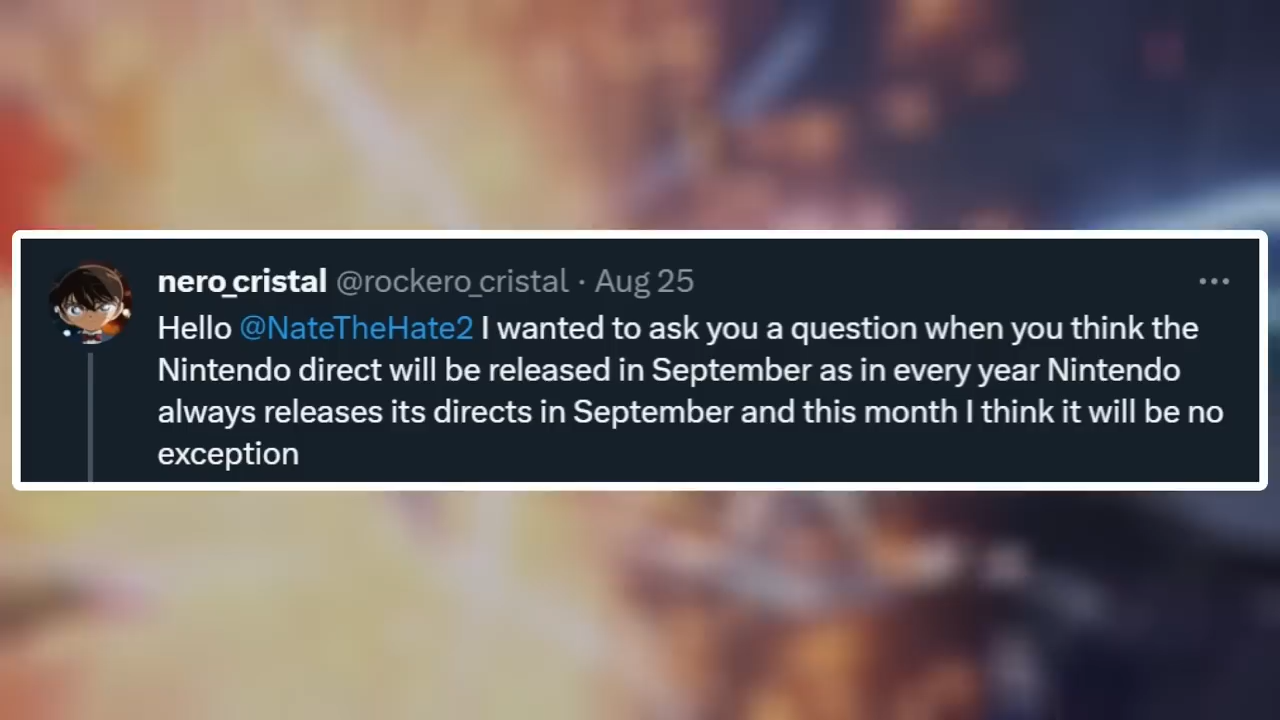 nero_cristal @rockero_cristal · Aug 25
Hello @NateTheHate2 I wanted to ask you a question when you think the
Nintendo direct will be released in September as in every year Nintendo
always releases its directs in September and this month I think it will be no
exception